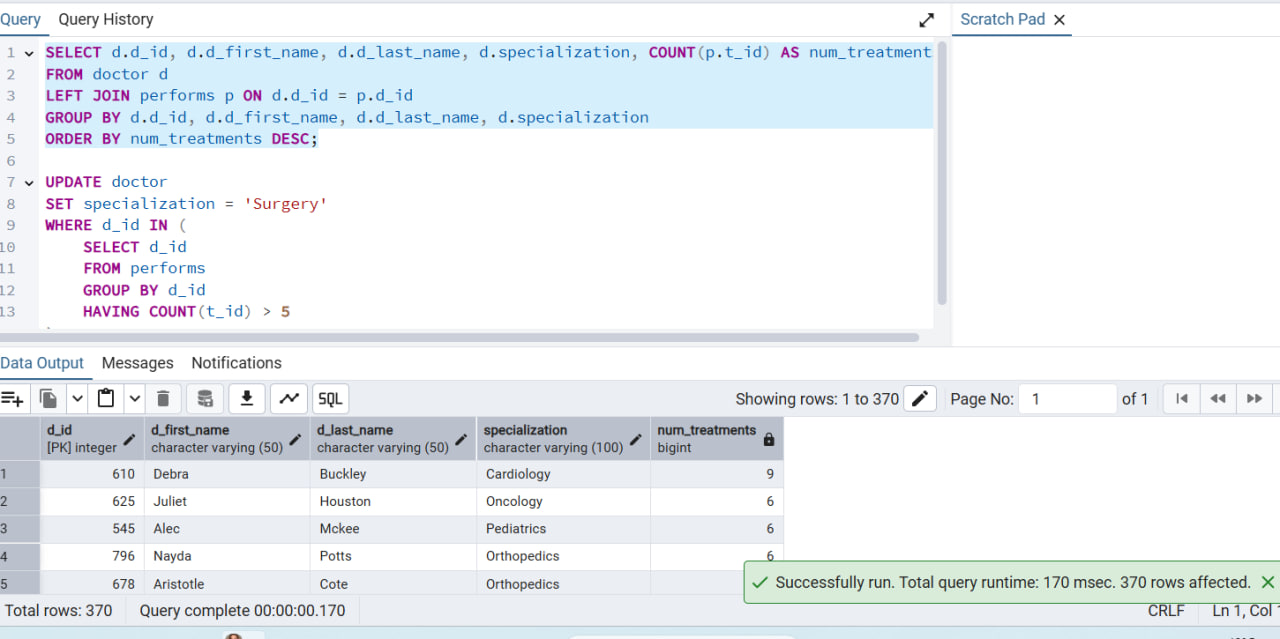 Query Query History
Scratch Pad
1 SELECT d.d_id, d.d_first_name, d.d_last_name, d.specialization, COUNT(p.t_id) AS num_treatment
2 FROM doctor d
3 LEFT JOIN performs p ON d.d_id = p.d_id
4 GROUP BY d.d_id, d.d_first_name, d.d_last_name, d.specialization
5 ORDER BY num_treatments DESC;
6
7 UPDATE doctor
8 SET specialization = 'Surgery'
9 WHERE d_id IN (
10 SELECT d_id
11 FROM performs
12 GROUP BY d_id
13 HAVING COUNT(t_id) > 5
Data Output Messages Notifications
SQL Showing rows: 1 to 370 Page No: 1 of 1
d_id d_first_name d_last_name specialization num_treatments
[PK] integer character varying (50) character varying (50) character varying (100) bigint
1 610 Debra Buckley Cardiology 9
2 625 Juliet Houston Oncology 6
3 545 Alec Mckee Pediatrics 6
4 796 Nayda Potts Orthopedics 6
5 678 Aristotle Cote Orthopedics
Successfully run. Total query runtime: 170 msec. 370 rows affected.
Total rows: 370 Query complete 00:00:00.170 CRLF Ln 1, Col 1